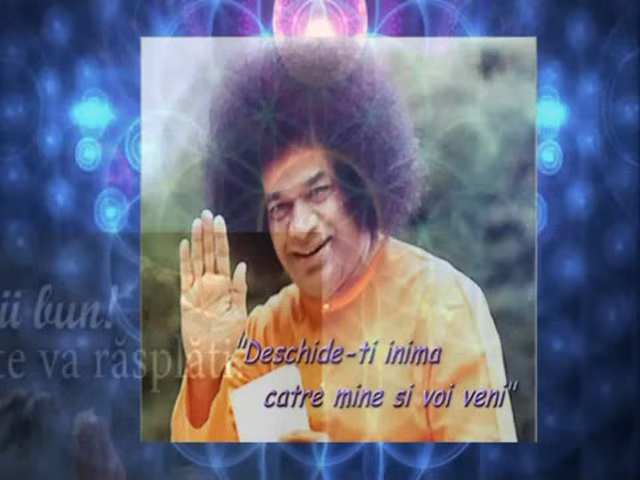 ii bun!
te va răsplăti
"Deschide-ti inima
catre mine si voi veni"